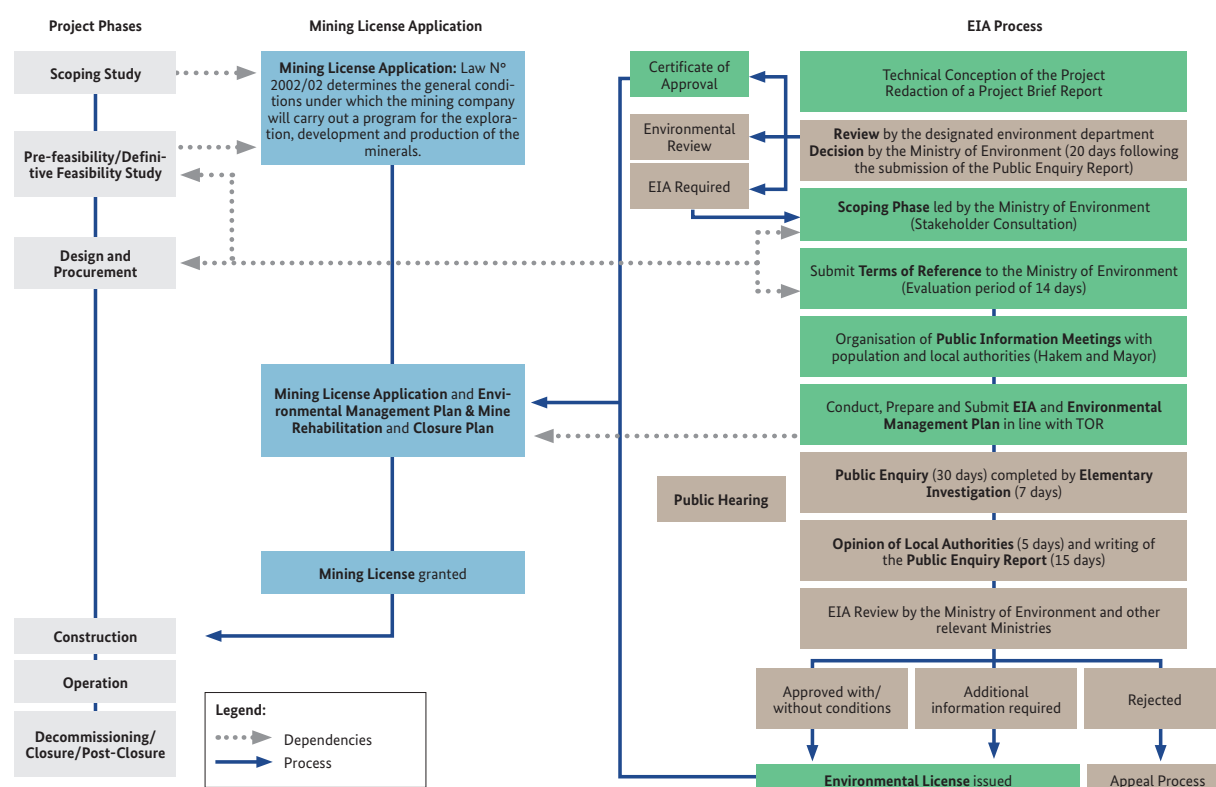 Project Phases
Mining License Application
EIA Process
Scoping Study
Pre-feasibility/Defini-
tive Feasibility Study
Design and
Procurement
Construction
Operation
Decommissioning/
Closure/Post-Closure
Mining License Application: Law N°
2002/02 determines the general condi-
tions under which the mining company
will carry out a program for the explora-
tion, development and production of the
minerals.
Mining License Application and Envi-
ronmental Management Plan & Mine
Rehabilitation and Closure Plan
Mining License granted
Legend:
Dependencies
Process
Certificate of
Approval
Environmental
Review
EIA Required
Public Hearing
Technical Conception of the Project
Redaction of a Project Brief Report
Review by the designated environment department
Decision by the Ministry of Environment (20 days following
the submission of the Public Enquiry Report)
Scoping Phase led by the Ministry of Environment
(Stakeholder Consultation)
Submit Terms of Reference to the Ministry of Environment
(Evaluation period of 14 days)
Organisation of Public Information Meetings with
population and local authorities (Hakem and Mayor)
Conduct, Prepare and Submit EIA and Environmental
Management Plan in line with TOR
Public Enquiry (30 days) completed by Elementary
Investigation (7 days)
Opinion of Local Authorities (5 days) and writing of
the Public Enquiry Report (15 days)
EIA Review by the Ministry of Environment and other
relevant Ministries
Approved with/
without conditions
Additional
information required
Rejected
Environmental License issued
Appeal Process